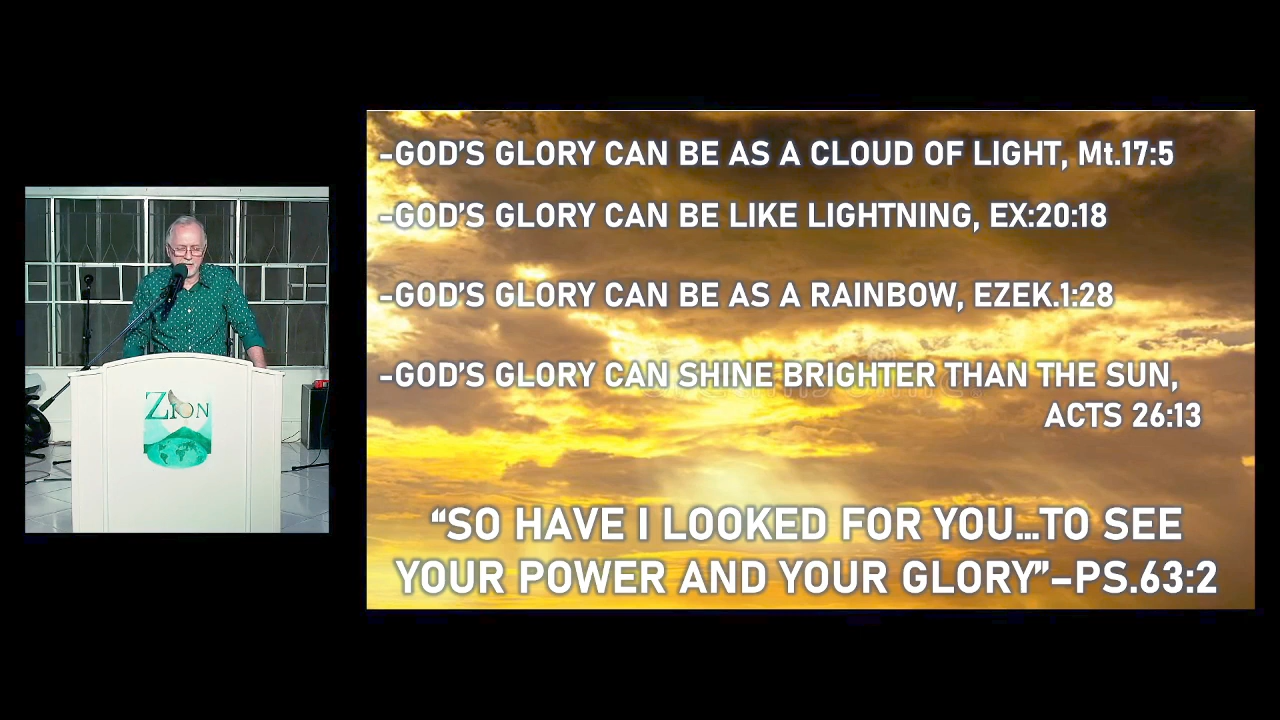 -GOD'S GLORY CAN BE AS A CLOUD OF LIGHT, Mt.17:5
-GOD'S GLORY CAN BE LIKE LIGHTNING, EX:20:18
-GOD'S GLORY CAN BE AS A RAINBOW, EZEK.1:28
-GOD'S GLORY CAN SHINE BRIGHTER THAN THE SUN,
ACTS 26:13
"SO HAVE I LOOKED FOR YOU...TO SEE
YOUR POWER AND YOUR GLORY"-PS.63:2
ZION